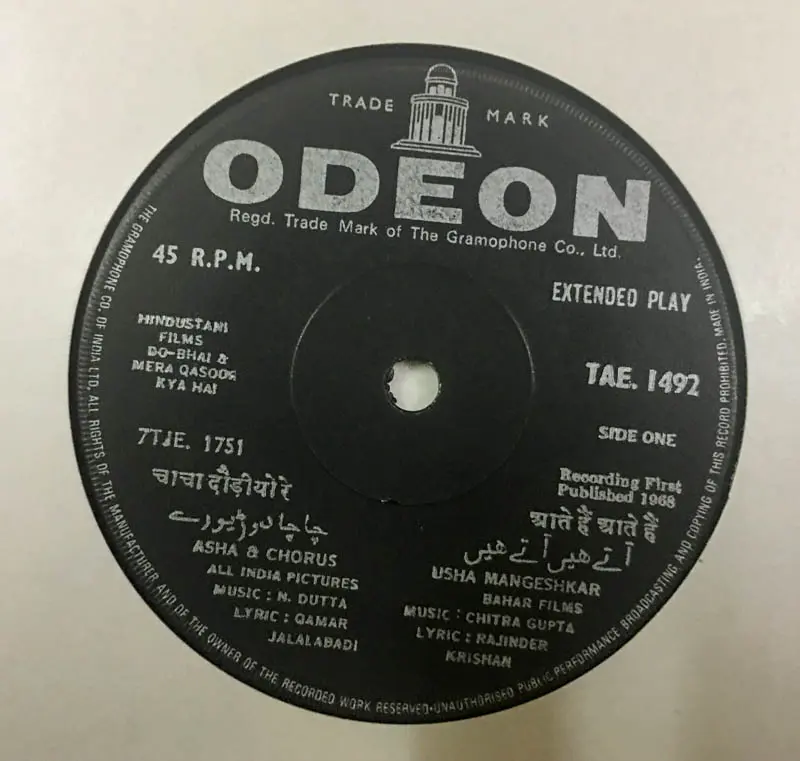 TRADE MARK
ODEON
Regd. Trade Mark of The Gramophone Co., Ltd.
45 R.P.M.
EXTENDED PLAY
HINDUSTANI
FILMS
DO-BHAI &
MERA QASOOR
KYA HAI
TAE. 1492
SIDE ONE
7TJE. 1751
Recording First
Published 1968
चाचा दौड़ीयो रे
چاچا دوڑیورے
ASHA & CHORUS
ALL INDIA PICTURES
MUSIC : N. DUTTA
LYRIC : QAMAR
JALALABADI
आते हैं आते हैं
آتے ھیں آتے ھیں
USHA MANGESHKAR
BAHAR FILMS
MUSIC : CHITRA GUPTA
LYRIC : RAJINDER
KRISHAN
THE GRAMOPHONE CO. OF INDIA LTD. ALL RIGHTS OF THE MANUFACTURER AND OF THE OWNER OF THE RECORDED WORK RESERVED·UNAUTHORISED PUBLIC PERFORMANCE BROADCASTING AND COPYING OF THIS RECORD PROHIBITED. MADE IN INDIA.